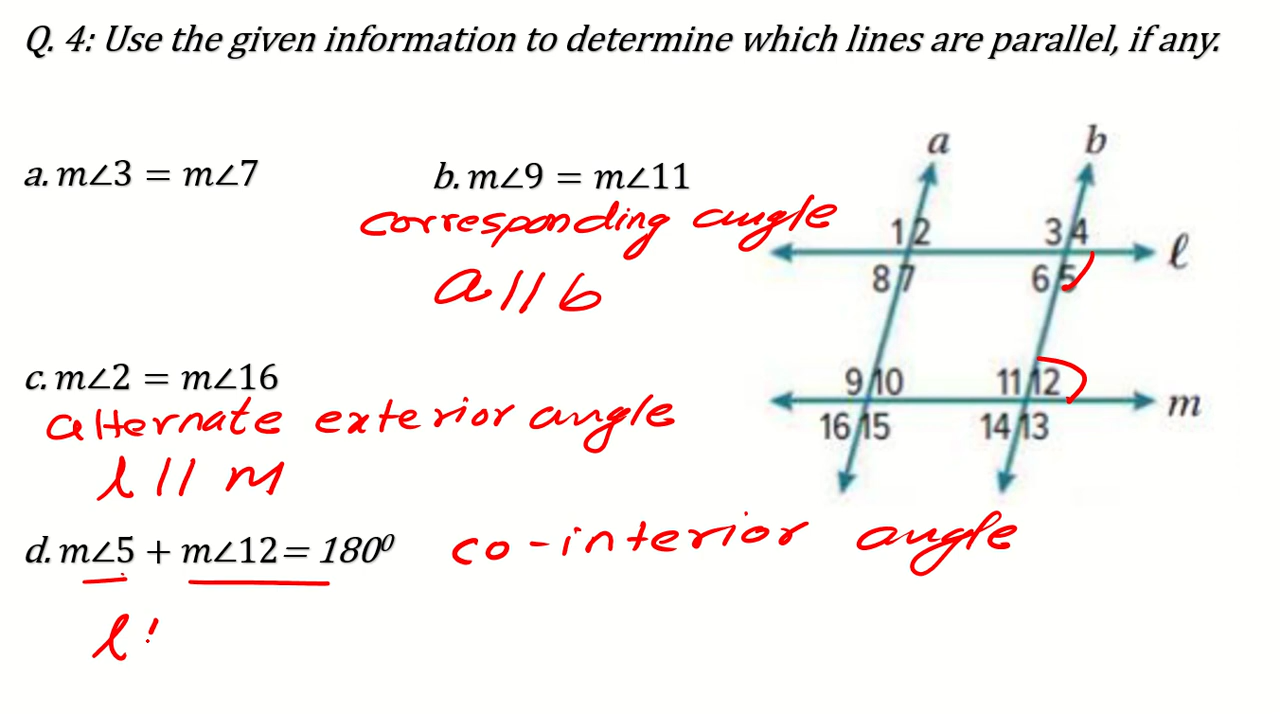 Q. 4: Use the given information to determine which lines are parallel, if any.
a. m∠3 = m∠7
b. m∠9 = m∠11
corresponding angle
a || b
c. m∠2 = m∠16
alternate exterior angle
l || m
d. m∠5 + m∠12 = 180⁰
co-interior angle
l
a b
1 2 3 4 ℓ
8 7 6 5
9 10 11 12 m
16 15 14 13